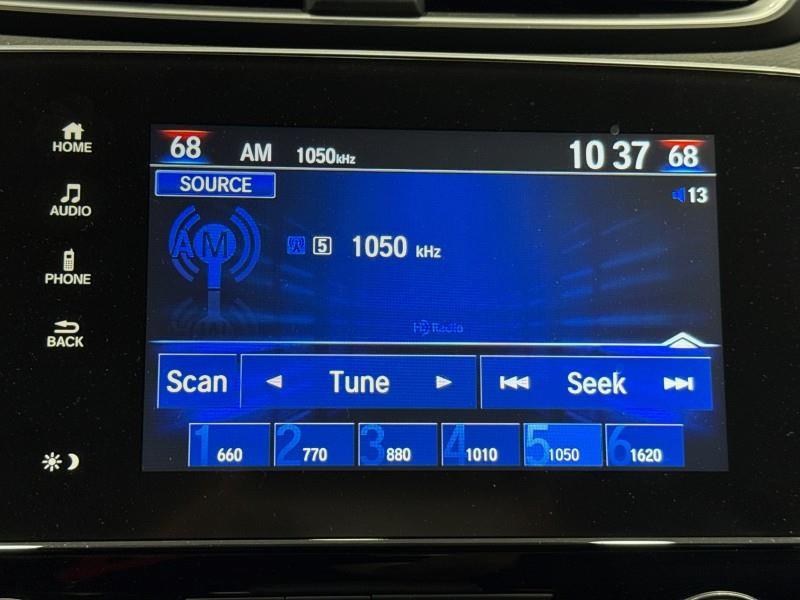 HOME
AUDIO
PHONE
BACK
68 AM 1050kHz 10 37 68
SOURCE
13
AM
5 1050 kHz
HD Radio
Scan Tune Seek
1 660 2 770 3 880 4 1010 5 1050 6 1620